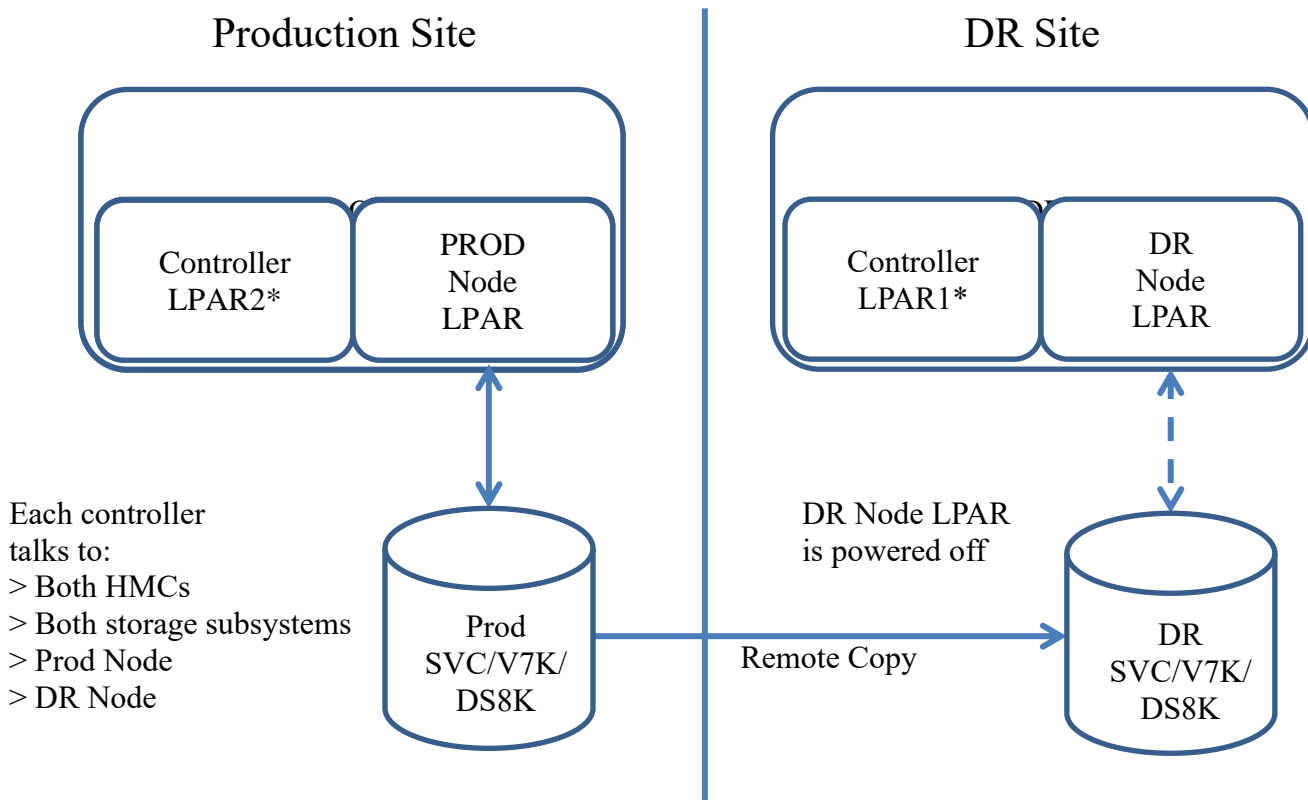 Production Site
DR Site
Controller
LPAR2*
PROD
Node
LPAR
Controller
LPAR1*
DR
Node
LPAR
Each controller
talks to:
> Both HMCs
> Both storage subsystems
> Prod Node
> DR Node
Prod
SVC/V7K/
DS8K
Remote Copy
DR Node LPAR
is powered off
DR
SVC/V7K/
DS8K